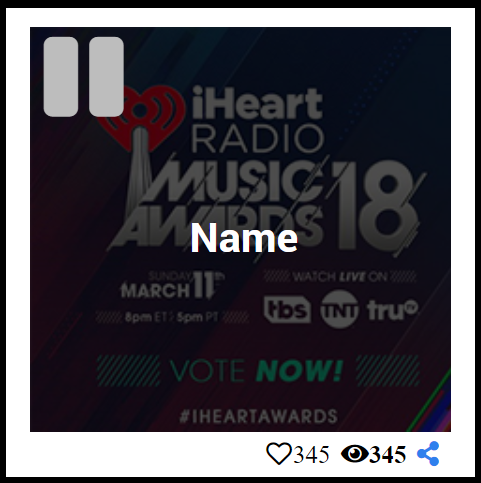 iHeart
RADIO
MUSIC
AWARDS 18
Name
SUNDAY
MARCH 11th
8pm ET | 5pm PT
WATCH LIVE ON
tbs TNT truTV
VOTE NOW!
#IHEARTAWARDS
345 345